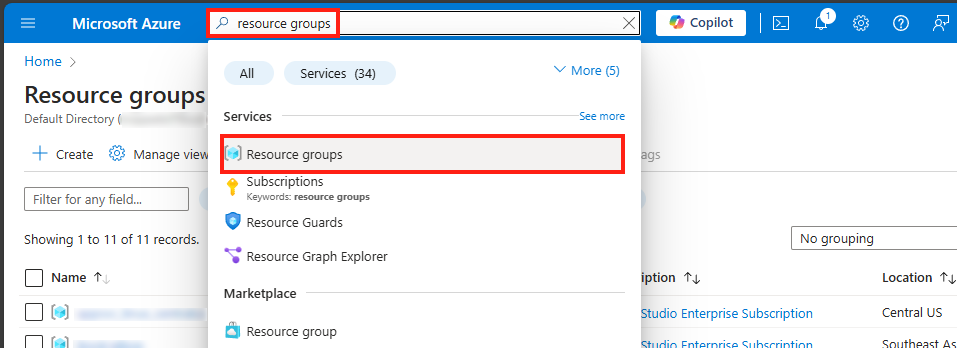 Microsoft Azure
resource groups
Copilot
1
Home >
All
Services (34)
More (5)
Resource groups
Default Directory (
Services
See more
Create
Manage view
Resource groups
ags
Subscriptions
Keywords: resource groups
Filter for any field...
Resource Guards
Showing 1 to 11 of 11 records.
No grouping
Resource Graph Explorer
Name
iption
Location
Marketplace
Studio Enterprise Subscription
Central US
Resource group
Studio Enterprise Subscription
Southeast As